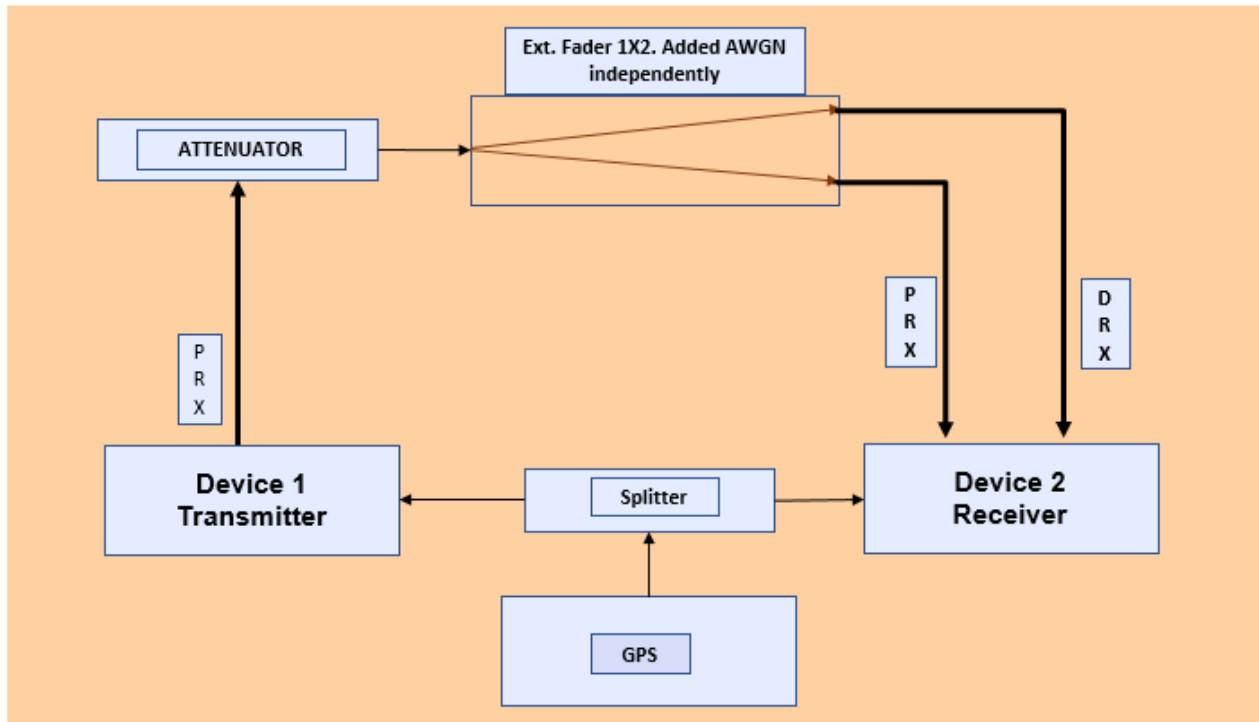 Ext. Fader 1X2. Added AWGN
independently
ATTENUATOR
P
R
X
P
R
X
D
R
X
Device 1
Transmitter
Splitter
Device 2
Receiver
GPS